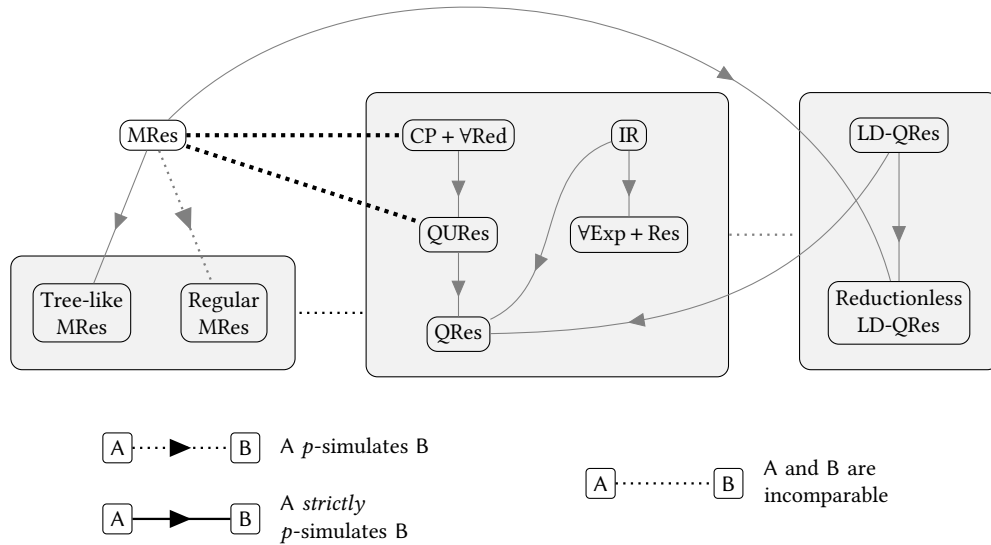 MRes
CP + ∀Red
IR
LD-QRes
QURes
∀Exp + Res
Tree-like
MRes
Regular
MRes
QRes
Reductionless
LD-QRes
A B A p-simulates B
A B A strictly
p-simulates B
A B A and B are
incomparable